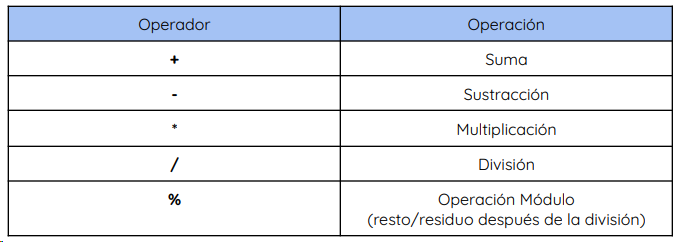 Operador Operación
+ Suma
- Sustracción
* Multiplicación
/ División
% Operación Módulo
(resto/residuo después de la división)